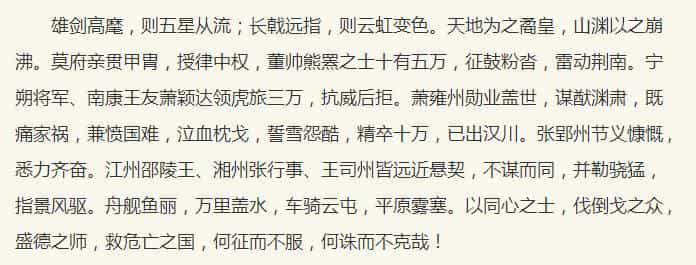 雄剑高麾，则五星从流；长戟远指，则云虹变色。天地为之矞皇，山渊以之崩
沸。莫府亲贯甲胄，授律中权，董帅熊罴之士十有五万，征鼓粉沓，雷动荆南。宁
朔将军、南康王友萧颖达领虎旅三万，抗威后拒。萧雍州勋业盖世，谋猷渊肃，既
痛家祸，兼愤国难，泣血枕戈，誓雪怨酷，精卒十万，已出汉川。张郢州节义慷慨，
悉力齐奋。江州邵陵王、湘州张行事、王司州皆远近悬契，不谋而同，并勒骁猛，
指景风驱。舟舰鱼丽，万里盖水，车骑云屯，平原雾塞。以同心之士，伐倒戈之众，
盛德之师，救危亡之国，何征而不服，何诛而不克哉！